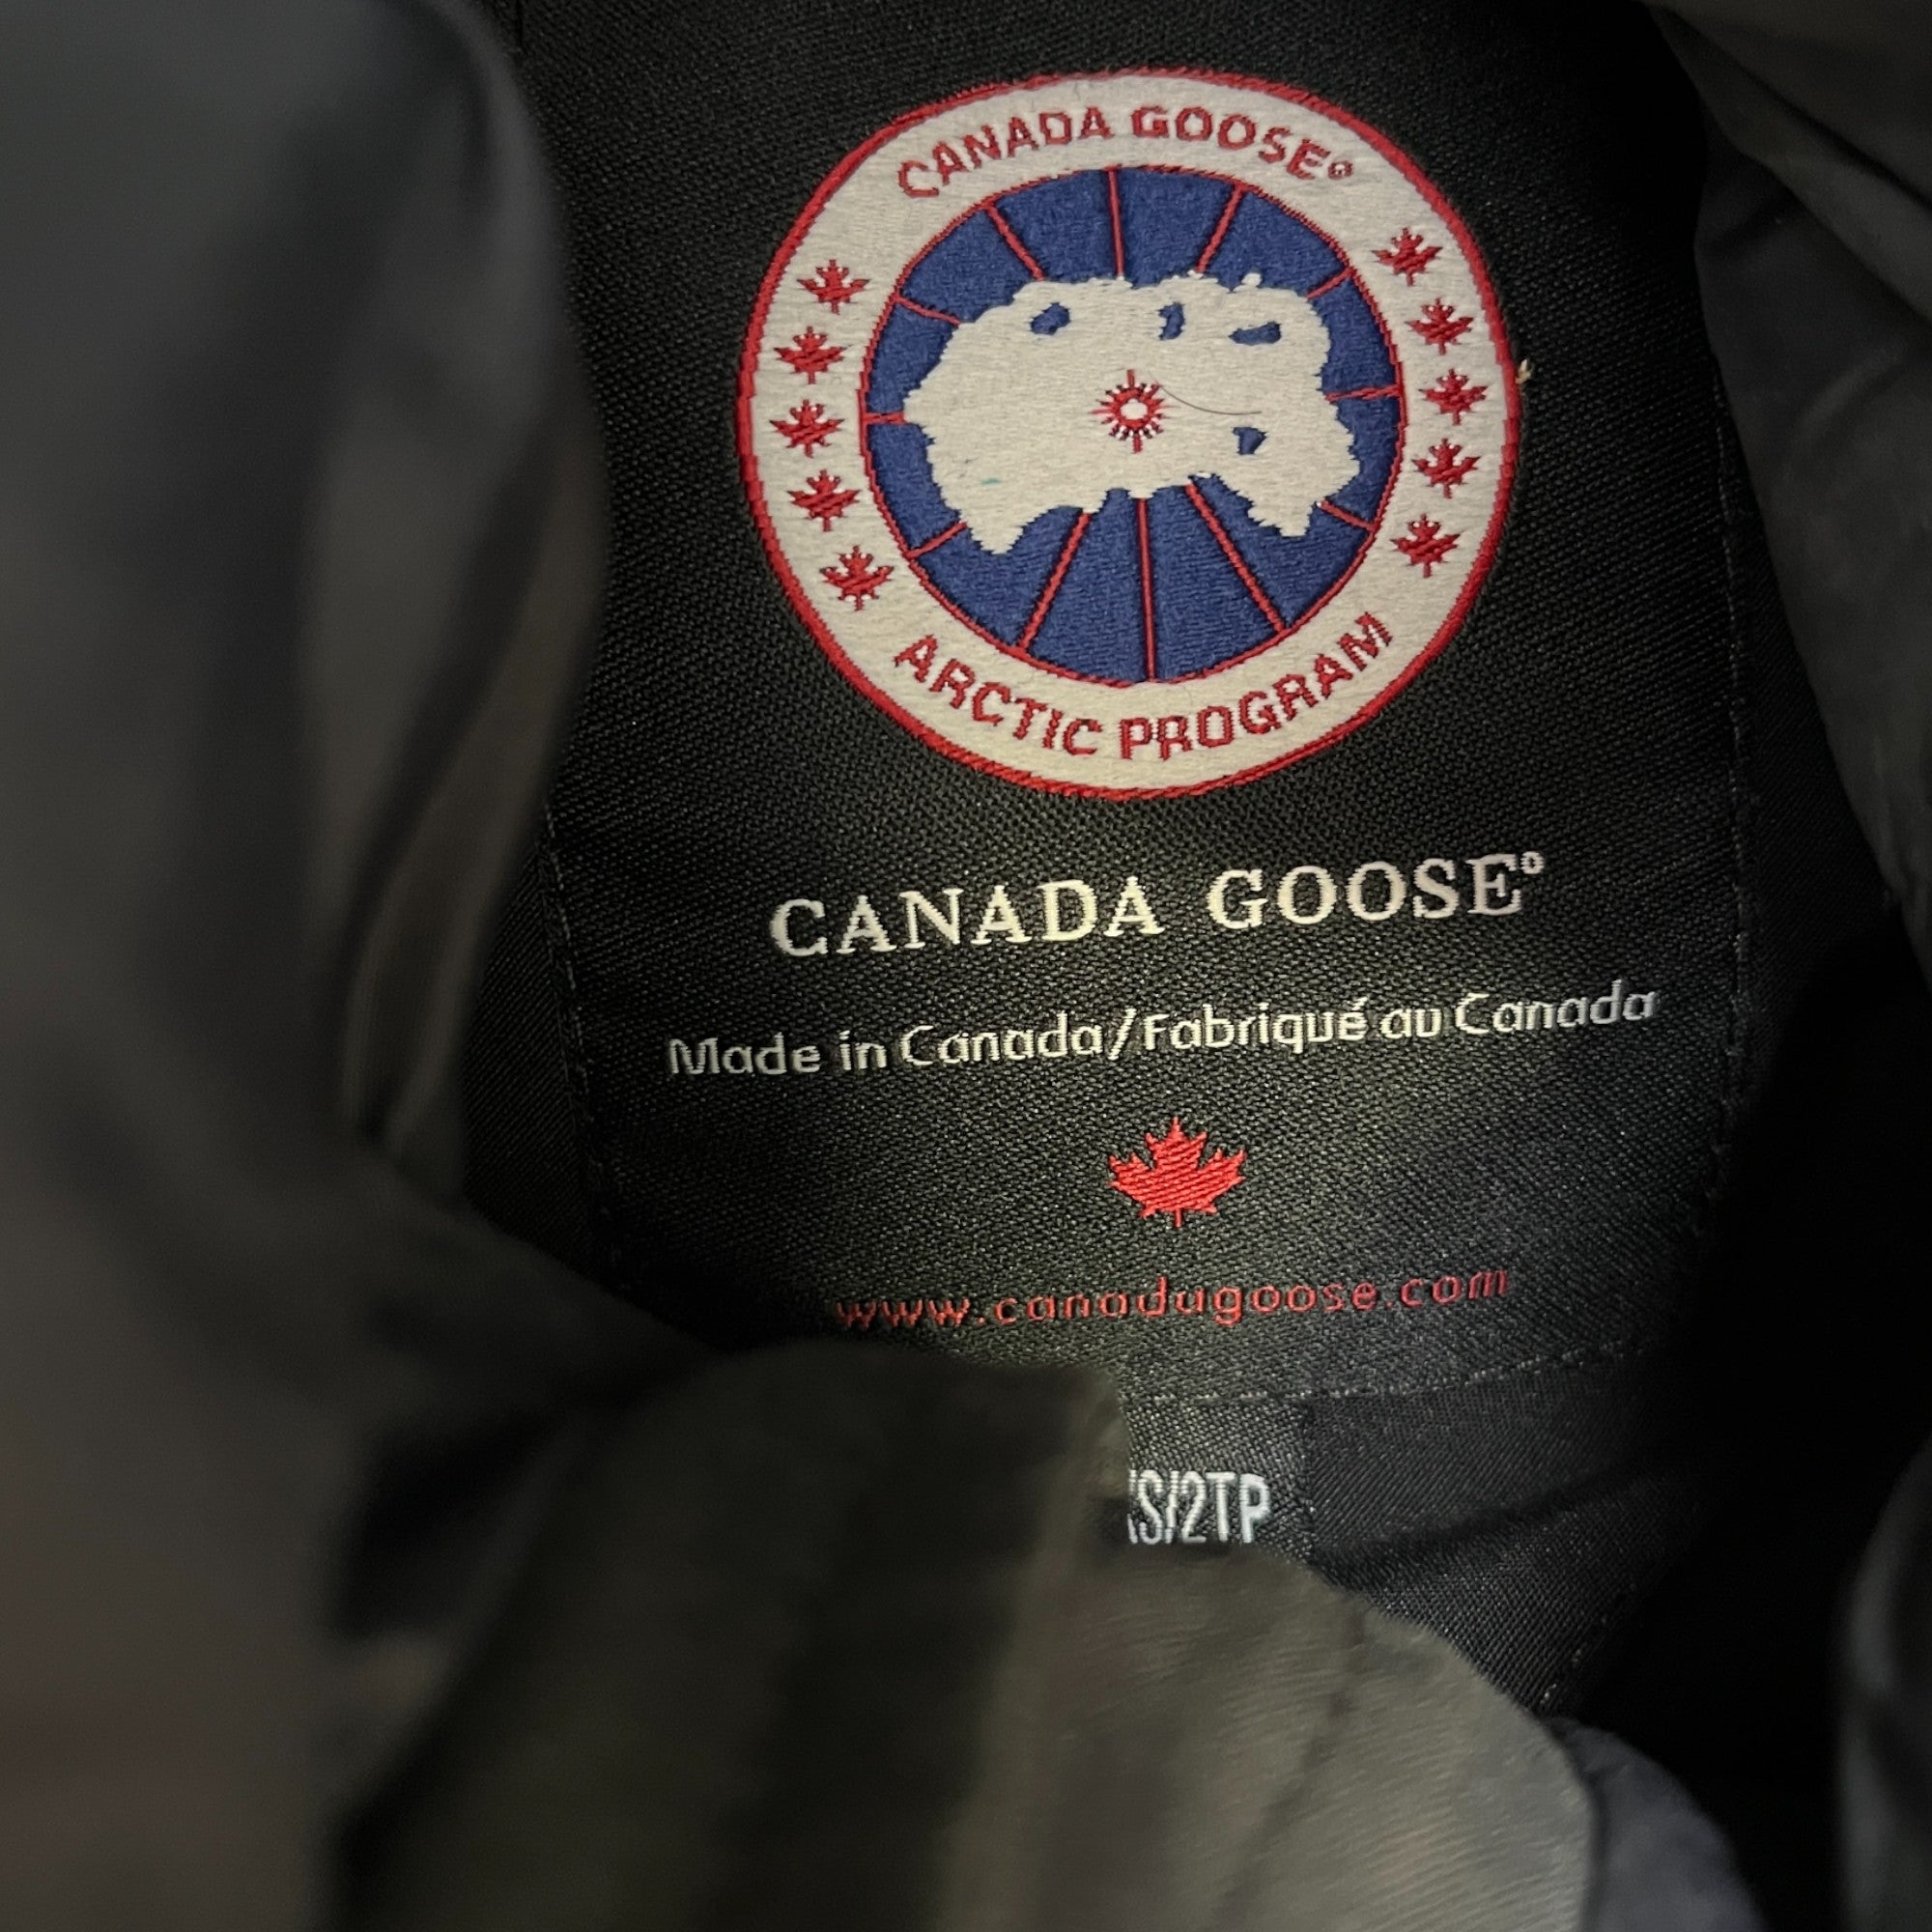 CANADA GOOSE®
ARCTIC PROGRAM
CANADA GOOSE®
Made in Canada/Fabriqué au Canada
www.canadagoose.com
S/2TP